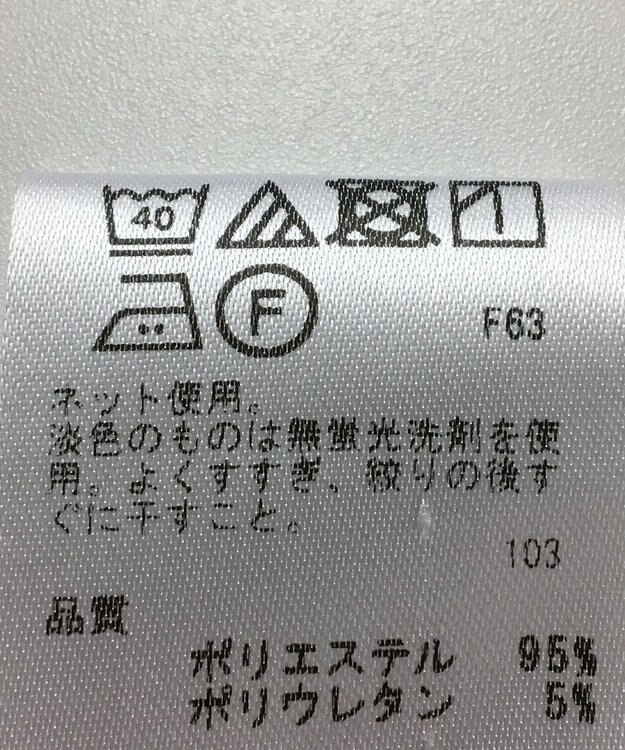 40
F
F63
ネット使用。
淡色のものは無蛍光洗剤を使
用。よくすすぎ、絞りの後す
ぐに干すこと。
103
品質
ポリエステル 95%
ポリウレタン 5%